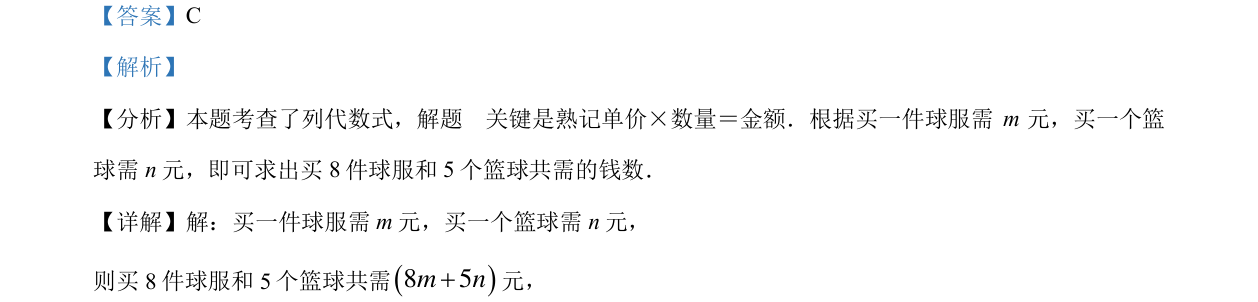 【答案】C
【解析】
【分析】本题考查了列代数式，解题 关键是熟记单价×数量＝金额．根据买一件球服需 m 元，买一个篮
球需 n 元，即可求出买 8 件球服和 5 个篮球共需的钱数．
【详解】解：买一件球服需 m 元，买一个篮球需 n 元，
则买 8 件球服和 5 个篮球共需(8m+5n)元，